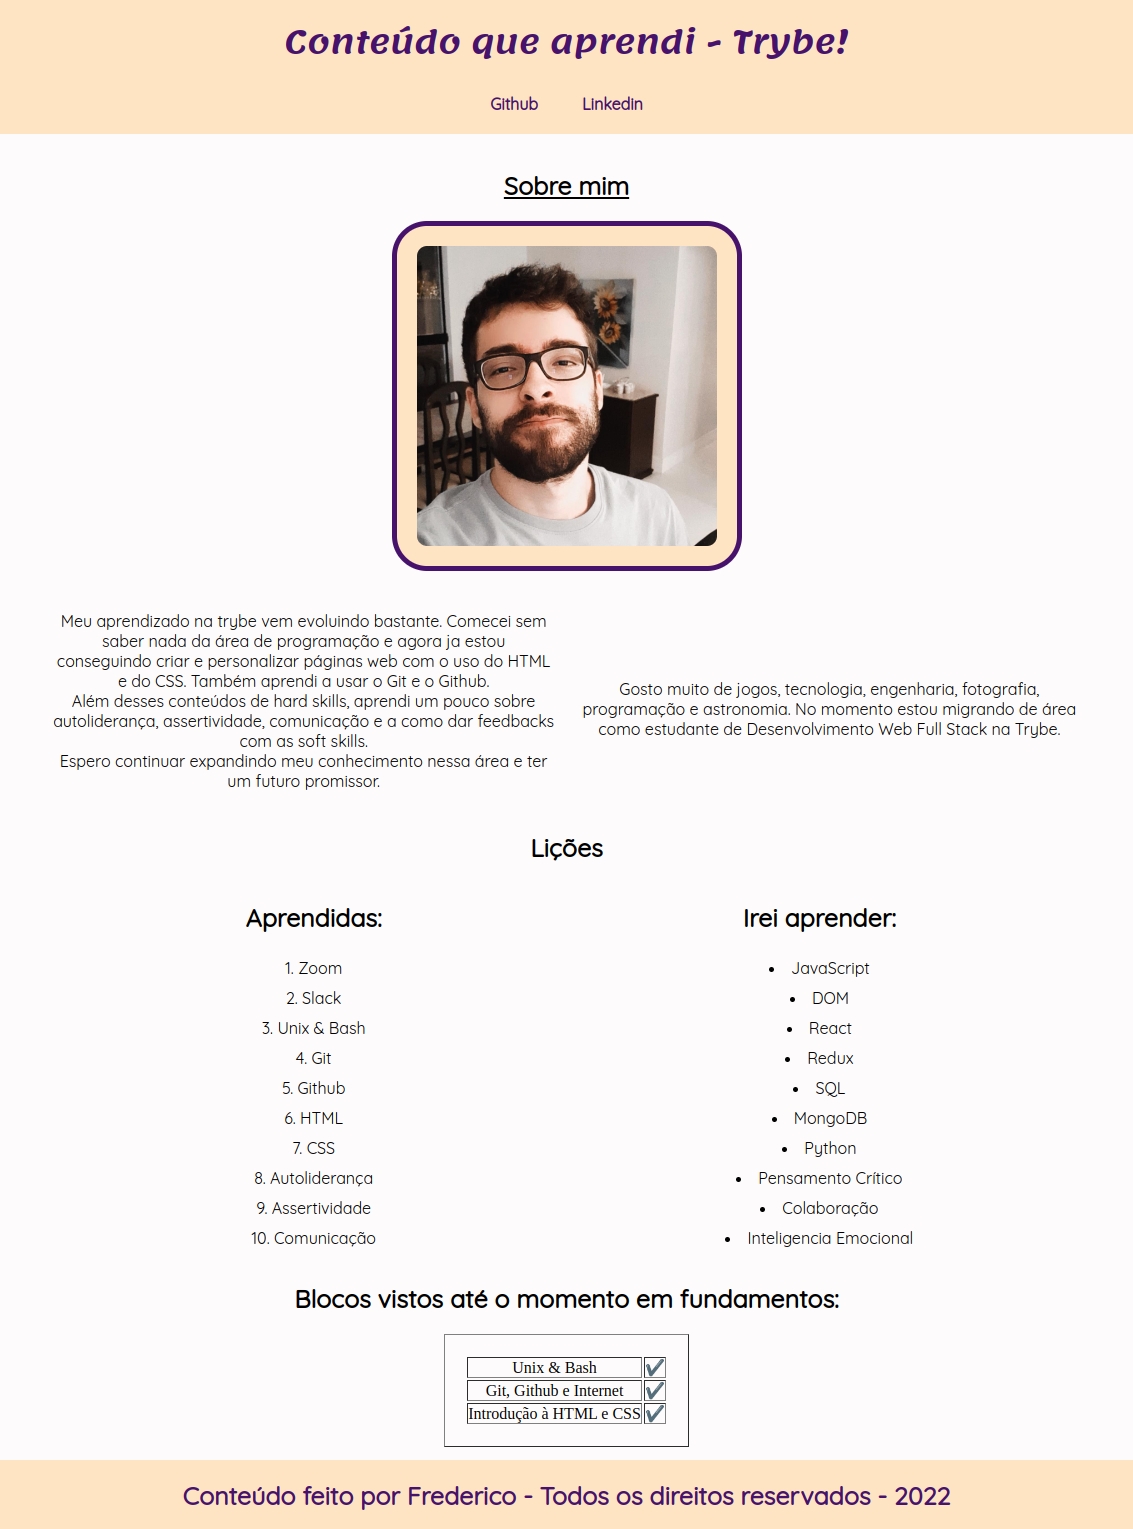 Conteúdo que aprendi - Trybe!
Github Linkedin
Sobre mim
Meu aprendizado na trybe vem evoluindo bastante. Comecei sem
saber nada da área de programação e agora ja estou
conseguindo criar e personalizar páginas web com o uso do HTML
e do CSS. Também aprendi a usar o Git e o Github.
Além desses conteúdos de hard skills, aprendi um pouco sobre
autoliderança, assertividade, comunicação e a como dar feedbacks
com as soft skills.
Espero continuar expandindo meu conhecimento nessa área e ter
um futuro promissor.
Gosto muito de jogos, tecnologia, engenharia, fotografia,
programação e astronomia. No momento estou migrando de área
como estudante de Desenvolvimento Web Full Stack na Trybe.
Lições
Aprendidas:
1. Zoom
2. Slack
3. Unix & Bash
4. Git
5. Github
6. HTML
7. CSS
8. Autoliderança
9. Assertividade
10. Comunicação
Irei aprender:
• JavaScript
• DOM
• React
• Redux
• SQL
• MongoDB
• Python
• Pensamento Crítico
• Colaboração
• Inteligencia Emocional
Blocos vistos até o momento em fundamentos:
Unix & Bash ✔
Git, Github e Internet ✔
Introdução à HTML e CSS ✔
Conteúdo feito por Frederico - Todos os direitos reservados - 2022